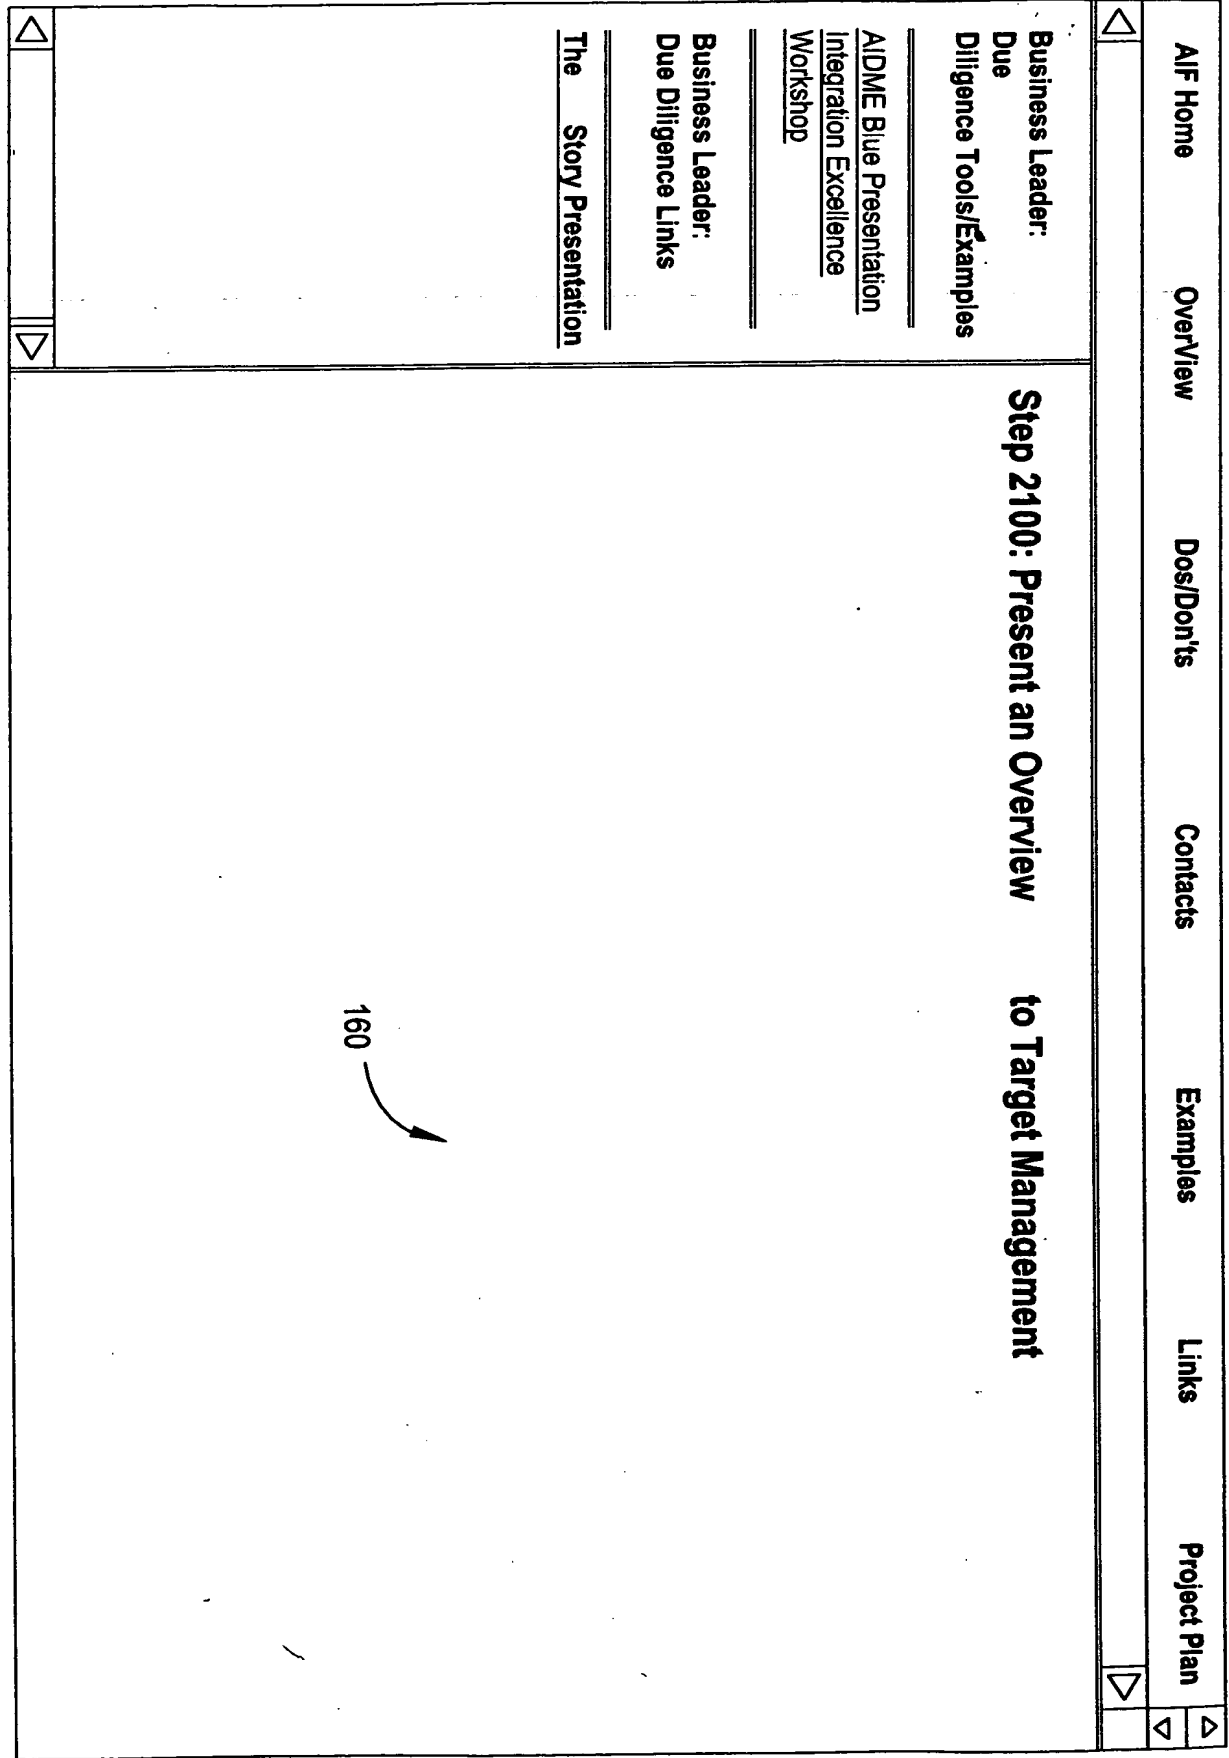 AIF Home OverView Dos/Don'ts Contacts Examples Links Project Plan
Business Leader:
Due
Diligence Tools/Examples
AIDME Blue Presentation
Integration Excellence
Workshop
Business Leader:
Due Diligence Links
The Story Presentation
Step 2100: Present an Overview to Target Management
160